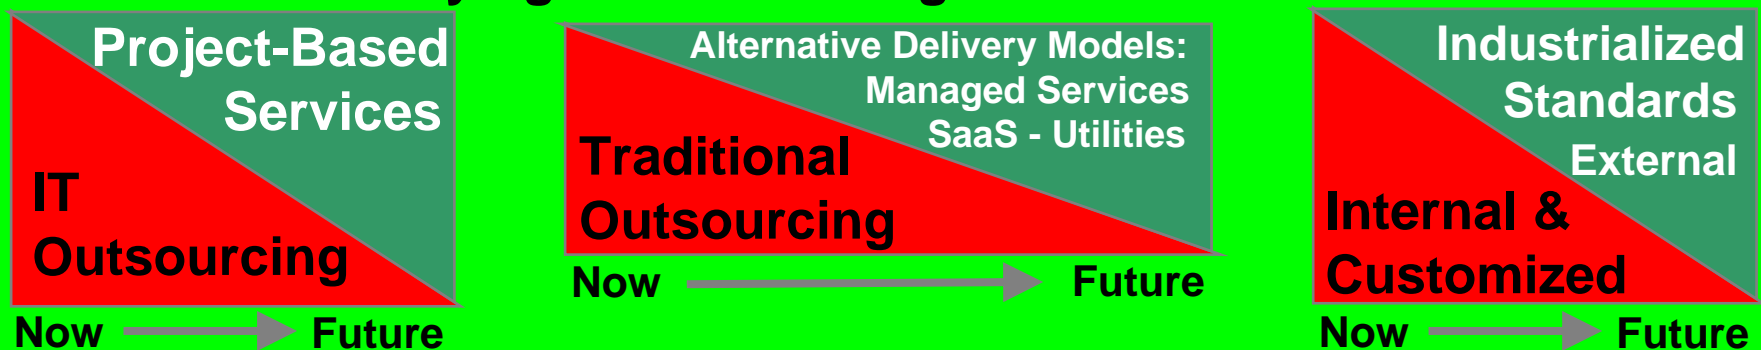 Project-Based
Services
IT
Outsourcing
Now
Future
Alternative Delivery Models:
Managed Services
SaaS - Utilities
Traditional
Outsourcing
Now
Future
Industrialized
Standards
External
Internal &
Customized
Now
Future